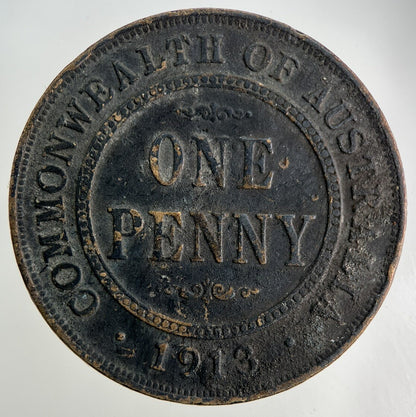 COMMONWEALTH OF AUSTRALIA
ONE
PENNY
1913